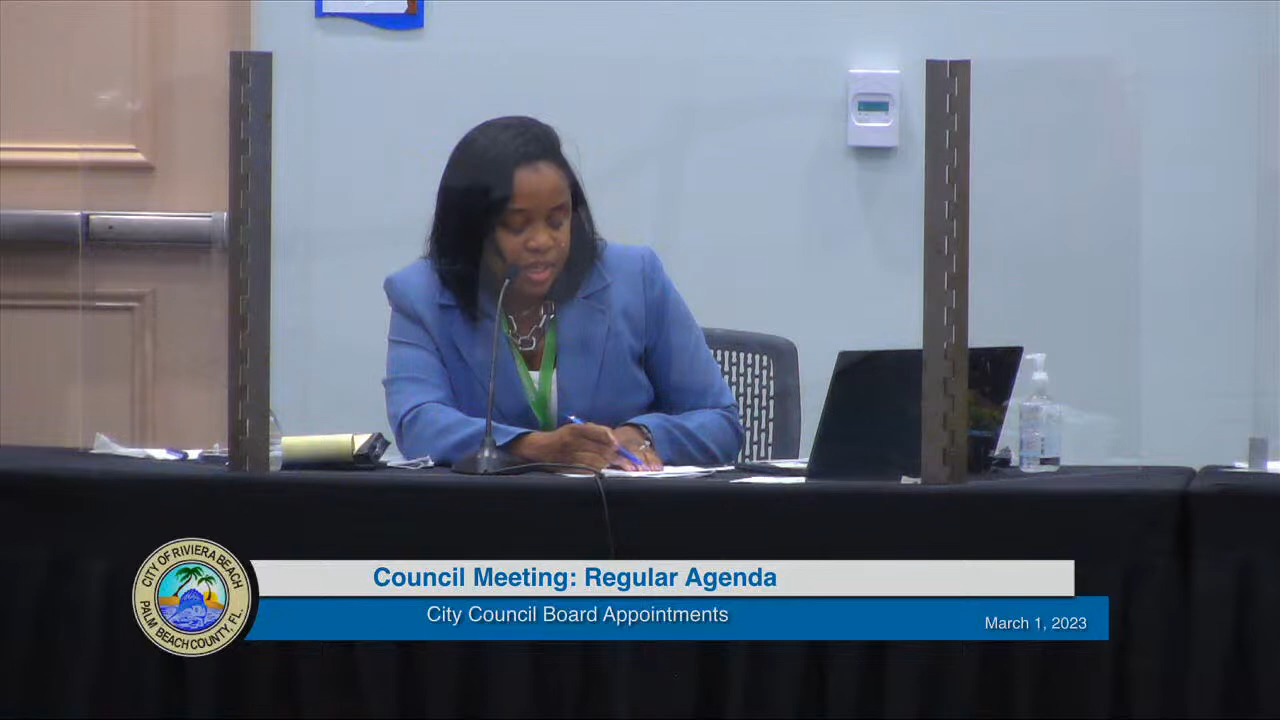 CITY OF RIVIERA BEACH
PALM BEACH COUNTY, FL.
Council Meeting: Regular Agenda
City Council Board Appointments
March 1, 2023